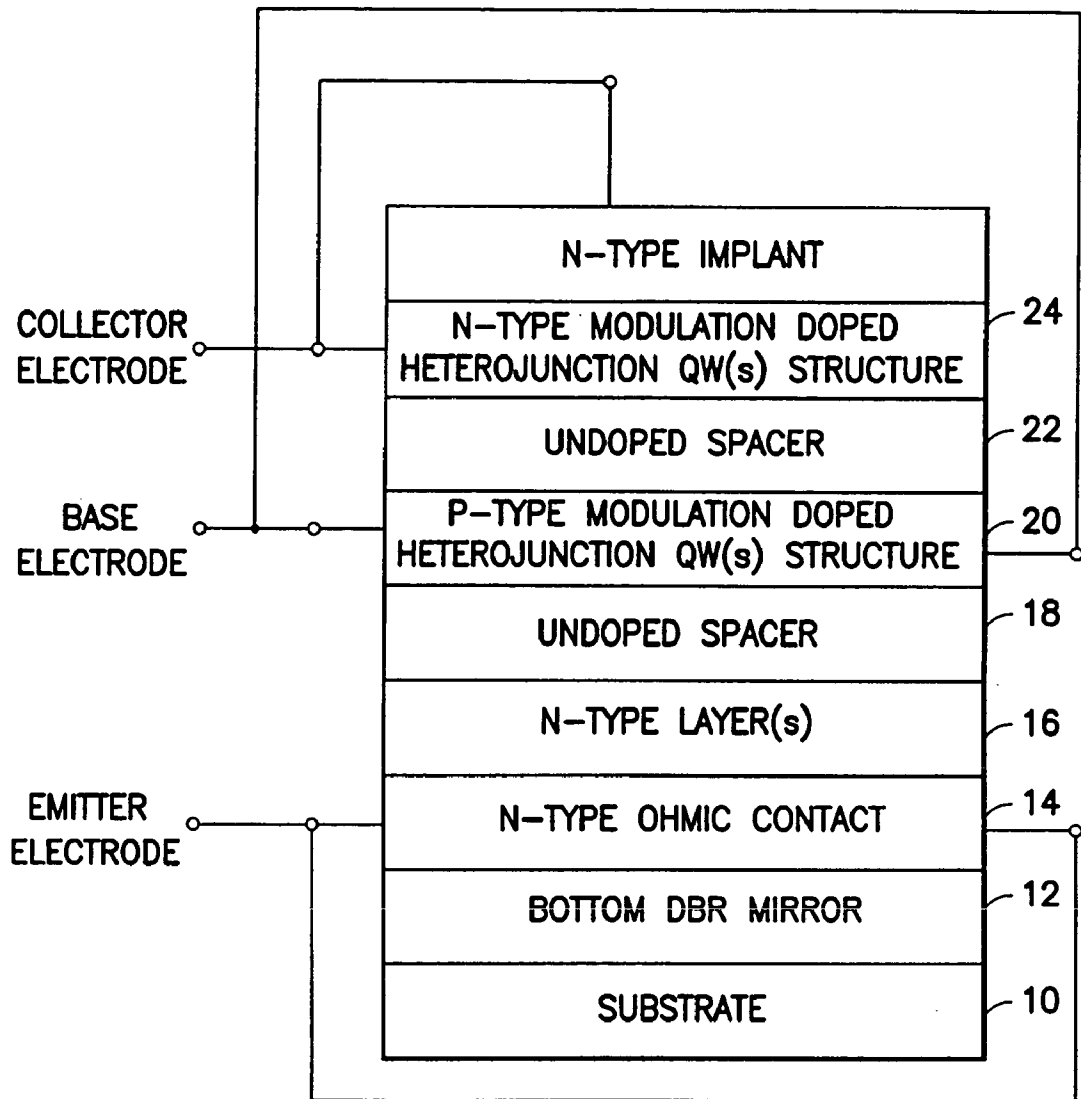 N-TYPE IMPLANT
COLLECTOR
ELECTRODE
N-TYPE MODULATION DOPED
HETEROJUNCTION QW(s) STRUCTURE
24
UNDOPED SPACER
22
BASE
ELECTRODE
P-TYPE MODULATION DOPED
HETEROJUNCTION QW(s) STRUCTURE
20
UNDOPED SPACER
18
N-TYPE LAYER(s)
16
EMITTER
ELECTRODE
N-TYPE OHMIC CONTACT
14
BOTTOM DBR MIRROR
12
SUBSTRATE
10